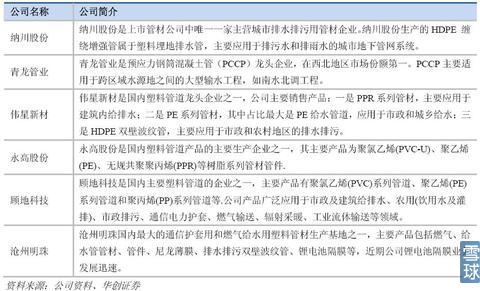 公司名称 公司简介
纳川股份 纳川股份是上市管材公司中唯一一家主营城市排水排污用管材企业。纳川股份生产的 HDPE 缠
绕增强管属于塑料埋地排水管，主要应用于排污水和排雨水的城市地下管网系统。
青龙管业 青龙管业是预应力钢筒混凝土管（PCCP）龙头企业，在西北地区市场份额第一。PCCP 主要适
用于跨区域水源地之间的大型输水工程，如南水北调工程。
伟星新材 伟星新材是国内塑料管道龙头企业之一，公司主要销售产品：一是 PPR 系列管材，主要应用于
建筑内给排水；二是 PE 系列管材，其中占比最大是 PE 给水管道，应用于市政和城乡给水；三
是 HDPE 双壁波纹管，主要应用于市政和农村地区的排水排污。
永高股份 永高股份是国内塑料管道产品的主要生产企业之一，其主要产品为聚氯乙烯(PVC-U)、聚乙烯
(PE)、无规共聚聚丙烯(PPR)等树脂系列管材管件.
顾地科技 顾地科技是国内主要塑料管道的企业之一，主要产品有聚氯乙烯(PVC)系列管道、聚乙烯(PE)
系列管道和聚丙烯(PP)系列管道等,公司产品广泛应用于市政及建筑给排水、农用(饮用水及灌
排)、市政排污、通信电力护套、燃气输送、辐射采暖、工业流体输送等领域。
沧州明珠 沧州明珠国内最大的通信护套用和燃气给水用塑料管材生产基地之一，主要产品包括燃气、给
水管管材、管件、尼龙薄膜、排水排污双壁波纹管、锂电池隔膜等，近期公司锂电池隔膜业
发展迅速。
资料来源：公司资料、华创证券
雪球